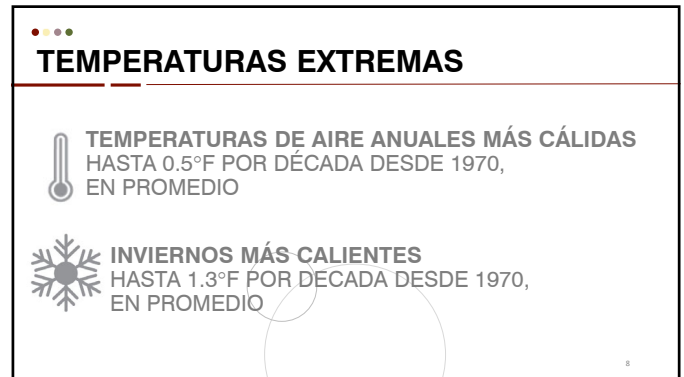 TEMPERATURAS EXTREMAS
TEMPERATURAS DE AIRE ANUALES MÁS CÁLIDAS
HASTA 0.5°F POR DÉCADA DESDE 1970,
EN PROMEDIO
INVIERNOS MÁS CALIENTES
HASTA 1.3°F POR DECADA DESDE 1970,
EN PROMEDIO
8